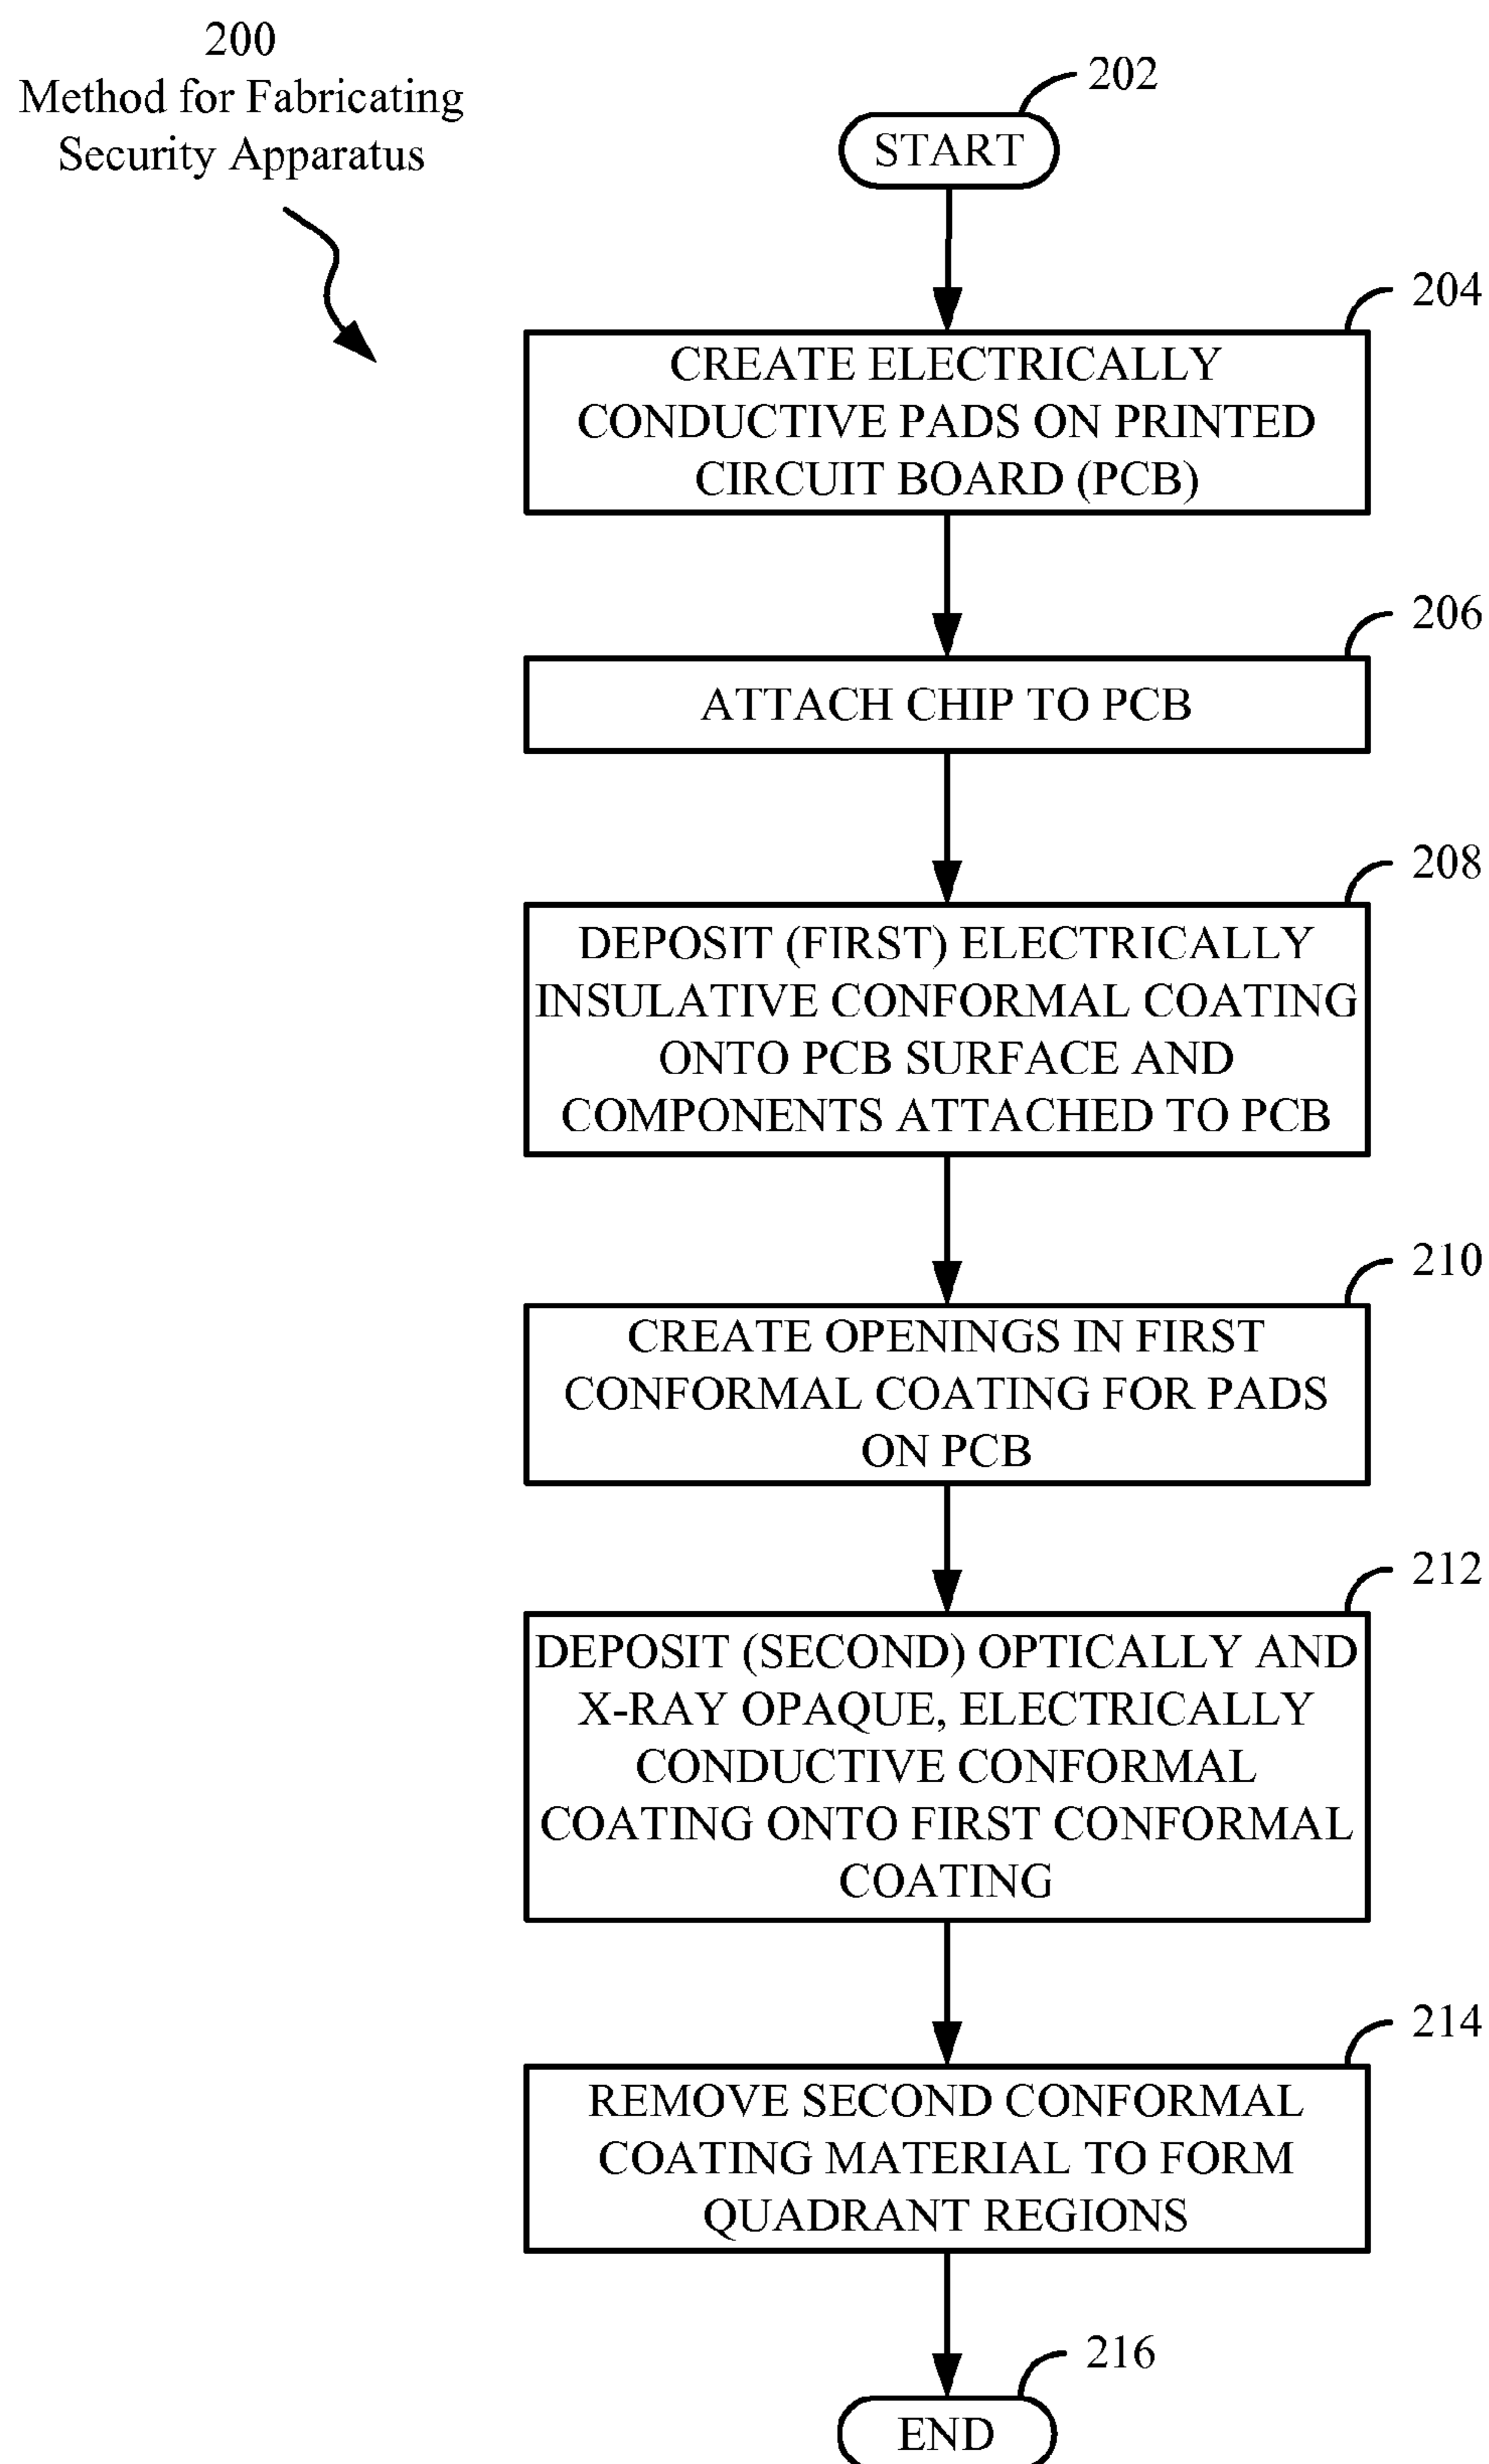 200
Method for Fabricating
Security Apparatus
202
START
204
CREATE ELECTRICALLY
CONDUCTIVE PADS ON PRINTED
CIRCUIT BOARD (PCB)
206
ATTACH CHIP TO PCB
208
DEPOSIT (FIRST) ELECTRICALLY
INSULATIVE CONFORMAL COATING
ONTO PCB SURFACE AND
COMPONENTS ATTACHED TO PCB
210
CREATE OPENINGS IN FIRST
CONFORMAL COATING FOR PADS
ON PCB
212
DEPOSIT (SECOND) OPTICALLY AND
X-RAY OPAQUE, ELECTRICALLY
CONDUCTIVE CONFORMAL
COATING ONTO FIRST CONFORMAL
COATING
214
REMOVE SECOND CONFORMAL
COATING MATERIAL TO FORM
QUADRANT REGIONS
216
END